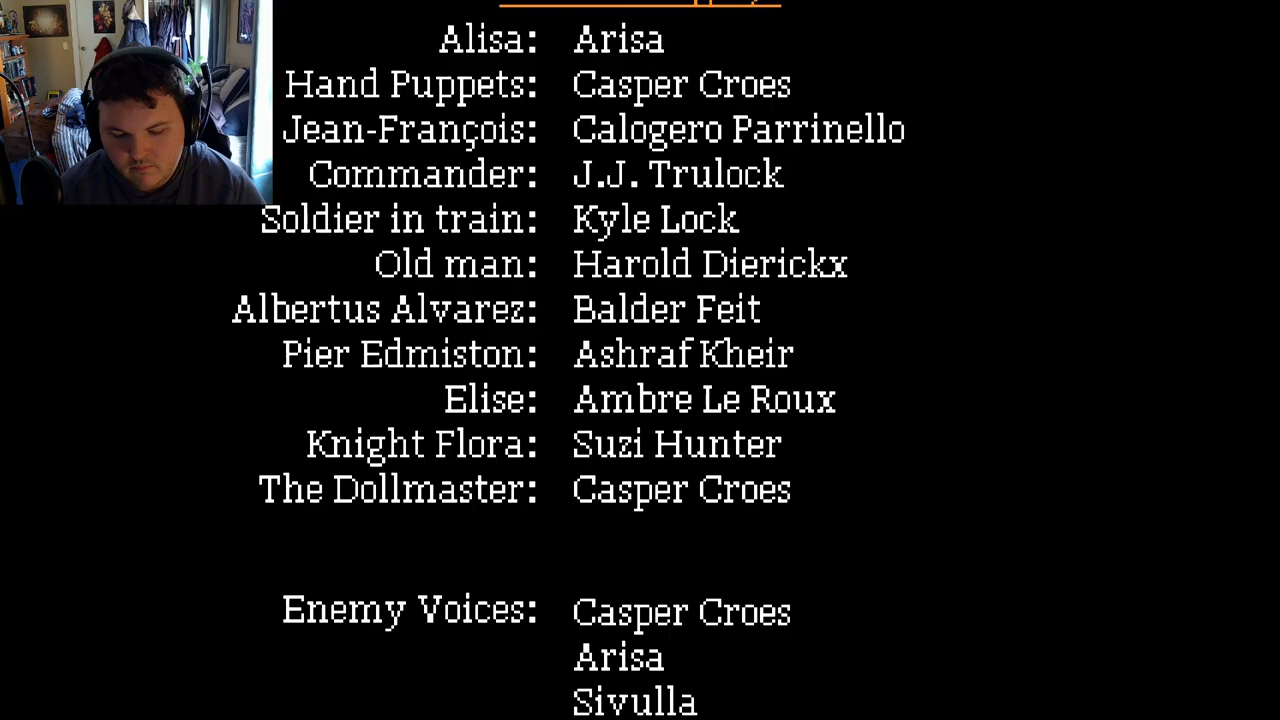 Alisa: Arisa
Hand Puppets: Casper Croes
Jean-François: Calogero Parrinello
Commander: J.J. Trulock
Soldier in train: Kyle Lock
Old man: Harold Dierickx
Albertus Alvarez: Balder Feit
Pier Edmiston: Ashraf Kheir
Elise: Ambre Le Roux
Knight Flora: Suzi Hunter
The Dollmaster: Casper Croes
Enemy Voices: Casper Croes
Arisa
Sivulla